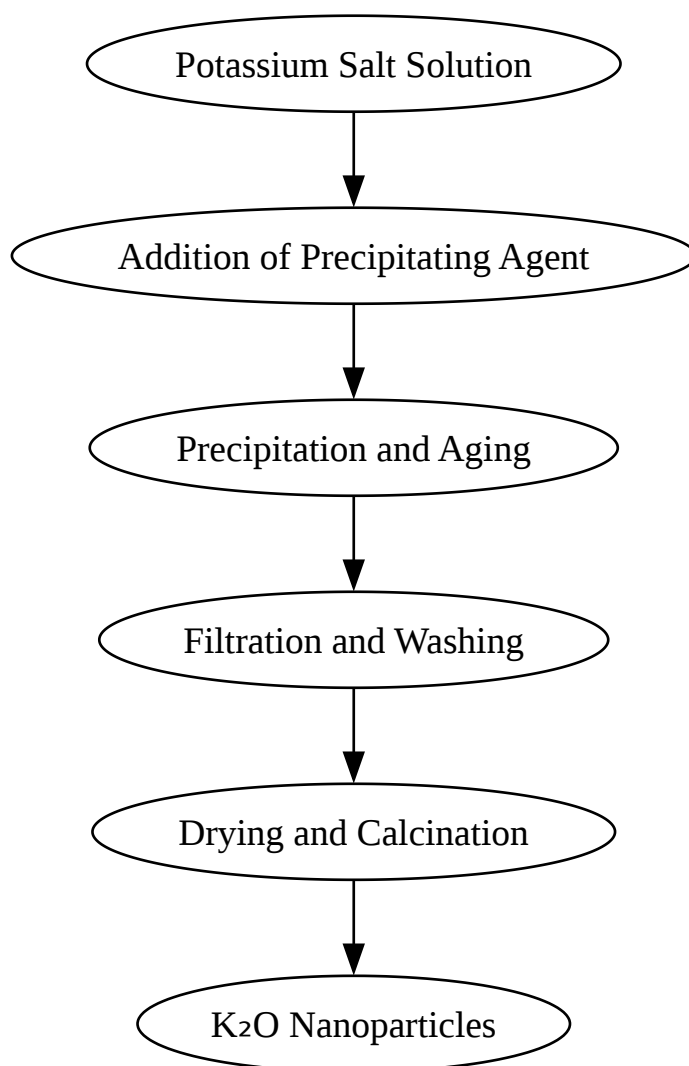 Potassium Salt Solution
Addition of Precipitating Agent
Precipitation and Aging
Filtration and Washing
Drying and Calcination
K₂O Nanoparticles